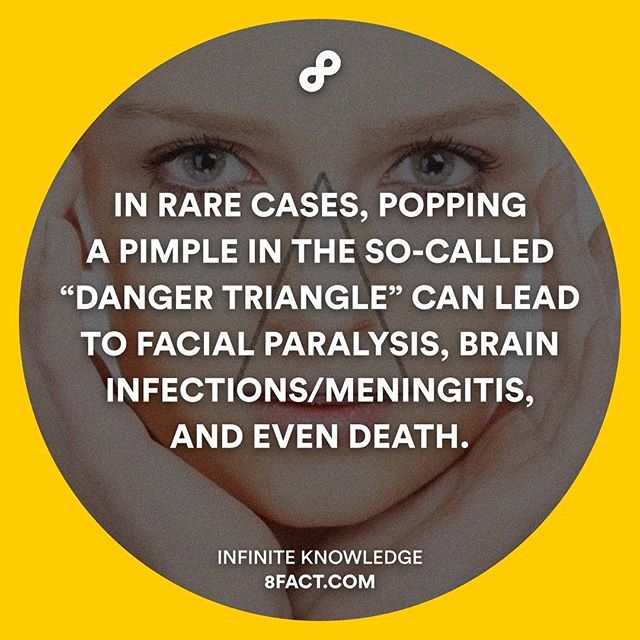 IN RARE CASES, POPPING
A PIMPLE IN THE SO-CALLED
“DANGER TRIANGLE” CAN LEAD
TO FACIAL PARALYSIS, BRAIN
INFECTIONS/MENINGITIS,
AND EVEN DEATH.
INFINITE KNOWLEDGE
8FACT.COM